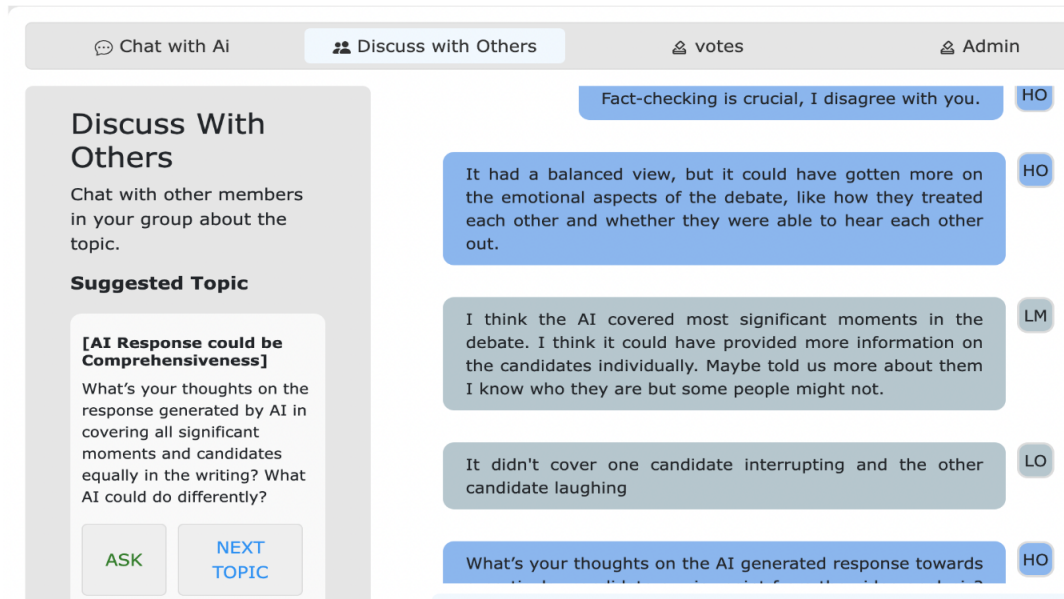 Chat with Ai
Discuss with Others
votes
Admin
Discuss With
Others
Chat with other members
in your group about the
topic.
Suggested Topic
[AI Response could be
Comprehensiveness]
What's your thoughts on the
response generated by AI in
covering all significant
moments and candidates
equally in the writing? What
AI could do differently?
ASK
NEXT
TOPIC
Fact-checking is crucial, I disagree with you.
HO
It had a balanced view, but it could have gotten more on
the emotional aspects of the debate, like how they treated
each other and whether they were able to hear each other
out.
HO
I think the AI covered most significant moments in the
debate. I think it could have provided more information on
the candidates individually. Maybe told us more about them
I know who they are but some people might not.
LM
It didn't cover one candidate interrupting and the other
candidate laughing
LO
What's your thoughts on the AI generated response towards
HO